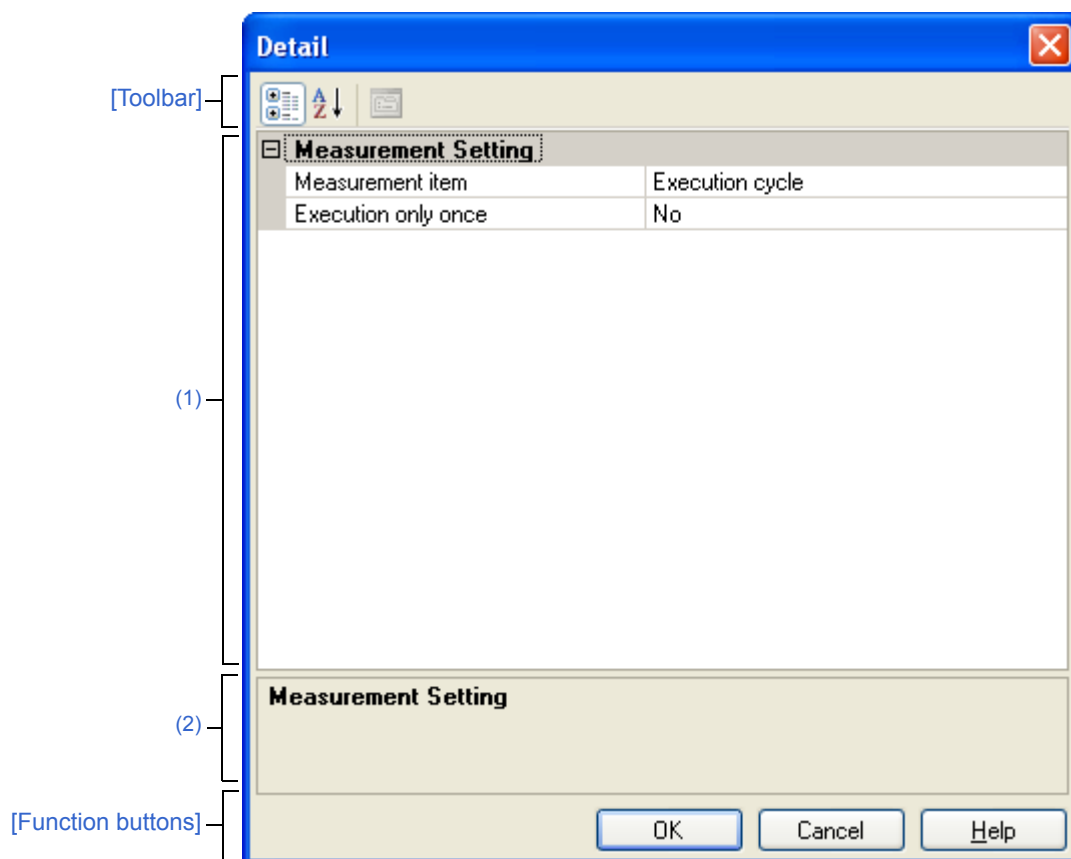 Detail
[Toolbar]
A
Z
Measurement Setting
Measurement item Execution cycle
Execution only once No
(1)
Measurement Setting
(2)
[Function buttons]
OK Cancel Help